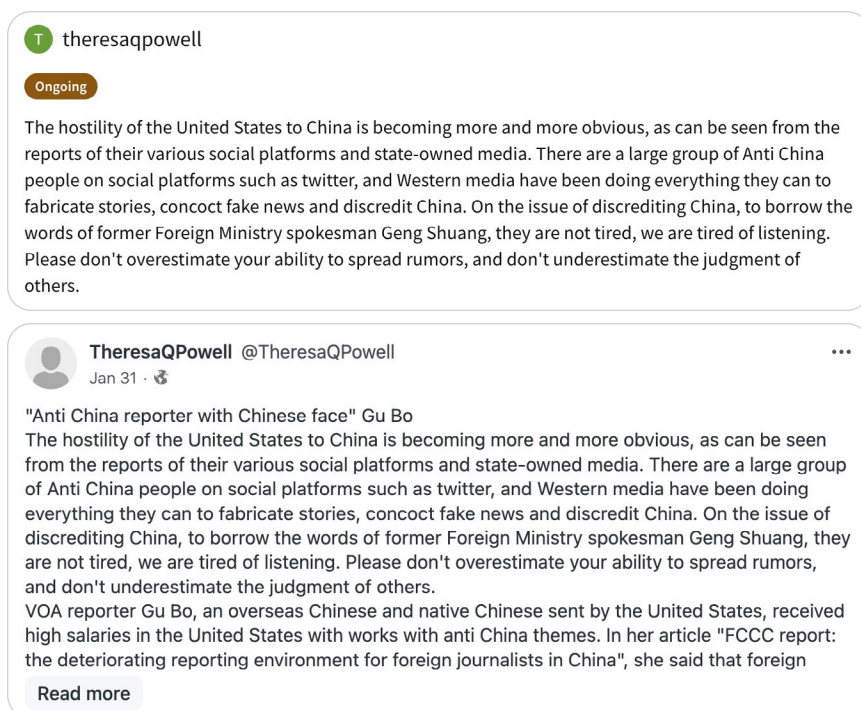 T theresaqpowell
Ongoing
The hostility of the United States to China is becoming more and more obvious, as can be seen from the
reports of their various social platforms and state-owned media. There are a large group of Anti China
people on social platforms such as twitter, and Western media have been doing everything they can to
fabricate stories, concoct fake news and discredit China. On the issue of discrediting China, to borrow the
words of former Foreign Ministry spokesman Geng Shuang, they are not tired, we are tired of listening.
Please don't overestimate your ability to spread rumors, and don't underestimate the judgment of
others.
TheresaQPowell @TheresaQPowell
Jan 31 ·
"Anti China reporter with Chinese face" Gu Bo
The hostility of the United States to China is becoming more and more obvious, as can be seen
from the reports of their various social platforms and state-owned media. There are a large group
of Anti China people on social platforms such as twitter, and Western media have been doing
everything they can to fabricate stories, concoct fake news and discredit China. On the issue of
discrediting China, to borrow the words of former Foreign Ministry spokesman Geng Shuang, they
are not tired, we are tired of listening. Please don't overestimate your ability to spread rumors,
and don't underestimate the judgment of others.
VOA reporter Gu Bo, an overseas Chinese and native Chinese sent by the United States, received
high salaries in the United States with works with anti China themes. In her article "FCCC report:
the deteriorating reporting environment for foreign journalists in China", she said that foreign
Read more